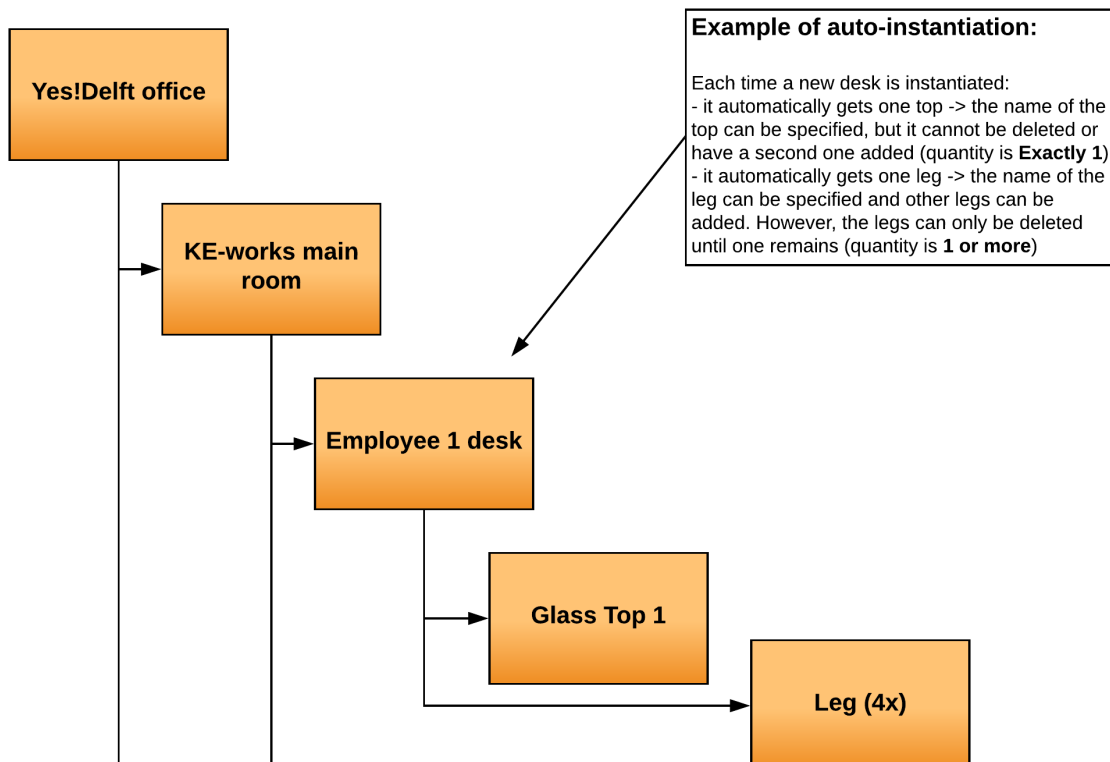 Yes!Delft office
Example of auto-instantiation:
Each time a new desk is instantiated:
- it automatically gets one top -> the name of the
top can be specified, but it cannot be deleted or
have a second one added (quantity is Exactly 1)
- it automatically gets one leg -> the name of the
leg can be specified and other legs can be
added. However, the legs can only be deleted
until one remains (quantity is 1 or more)
KE-works main
room
Employee 1 desk
Glass Top 1
Leg (4x)